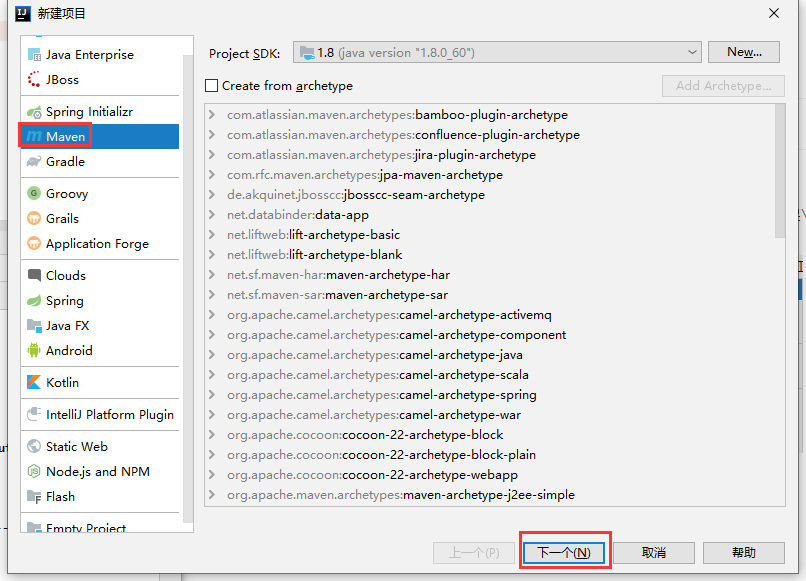 新建项目
Java Enterprise
JBoss
Spring Initializr
Maven
Gradle
Groovy
Grails
Application Forge
Clouds
Spring
Java FX
Android
Kotlin
IntelliJ Platform Plugin
Static Web
Node.js and NPM
Flash
Empty Project
Project SDK: 1.8 (java version "1.8.0_60") New...
Create from archetype Add Archetype...
com.atlassian.maven.archetypes:bamboo-plugin-archetype
com.atlassian.maven.archetypes:confluence-plugin-archetype
com.atlassian.maven.archetypes:jira-plugin-archetype
com.rfc.maven.archetypes:jpa-maven-archetype
de.akquinet.jbosscc:jbosscc-seam-archetype
net.databinder:data-app
net.liftweb:lift-archetype-basic
net.liftweb:lift-archetype-blank
net.sf.maven-har:maven-archetype-har
net.sf.maven-sar:maven-archetype-sar
org.apache.camel.archetypes:camel-archetype-activemq
org.apache.camel.archetypes:camel-archetype-component
org.apache.camel.archetypes:camel-archetype-java
org.apache.camel.archetypes:camel-archetype-scala
org.apache.camel.archetypes:camel-archetype-spring
org.apache.camel.archetypes:camel-archetype-war
org.apache.cocoon:cocoon-22-archetype-block
org.apache.cocoon:cocoon-22-archetype-block-plain
org.apache.cocoon:cocoon-22-archetype-webapp
org.apache.maven.archetypes:maven-archetype-j2ee-simple
上一个(P) 下一个(N) 取消 帮助